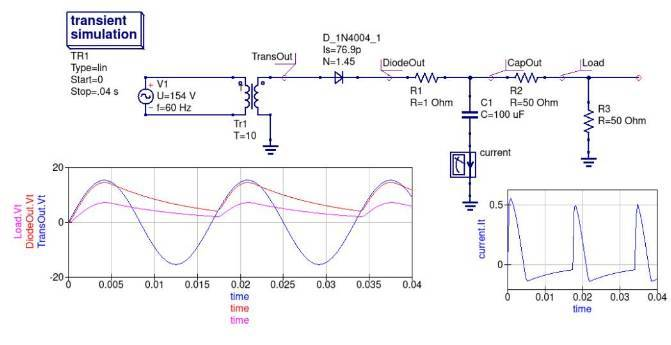 transient
simulation
TR1
Type=lin
Start=0
Stop=.04 s
V1
U=154 V
f=60 Hz
Tr1
T=10
TransOut
D_1N4004_1
Is=76.9p
N=1.45
DiodeOut
R1
R=1 Ohm
CapOut
R2
R=50 Ohm
Load
C1
C=100 uF
R3
R=50 Ohm
current
Load.Vt
DiodeOut.Vt
TransOut.Vt
20
0
-20
0 0.005 0.01 0.015 0.02 0.025 0.03 0.035 0.04
time
time
time
current.It
0.5
0
0 0.01 0.02 0.03 0.04
time